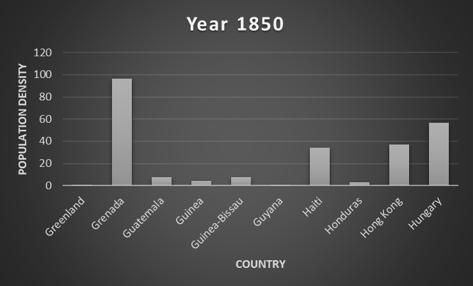 Year 1850
POPULATION DENSITY
120
100
80
60
40
20
0
Greenland
Grenada
Guatemala
Guinea
Guinea-Bissau
Guyana
Haiti
Honduras
Hong Kong
Hungary
COUNTRY